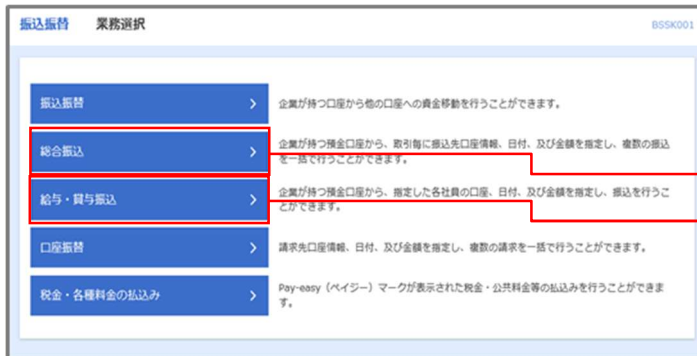 振込振替 業務選択 BSSK001
振込振替 企業が持つ口座から他の口座への資金移動を行うことができます。
総合振込 企業が持つ預金口座から、取引毎に振込先口座情報、日付、及び金額を指定し、複数の振込
を一括で行うことができます。
給与・賞与振込 企業が持つ預金口座から、指定した各社員の口座、日付、及び金額を指定し、振込を行うこ
とができます。
口座振替 請求先口座情報、日付、及び金額を指定し、複数の請求を一括で行うことができます。
税金・各種料金の払込み Pay-easy（ペイジー）マークが表示された税金・公共料金等の払込みを行うことができま
す。